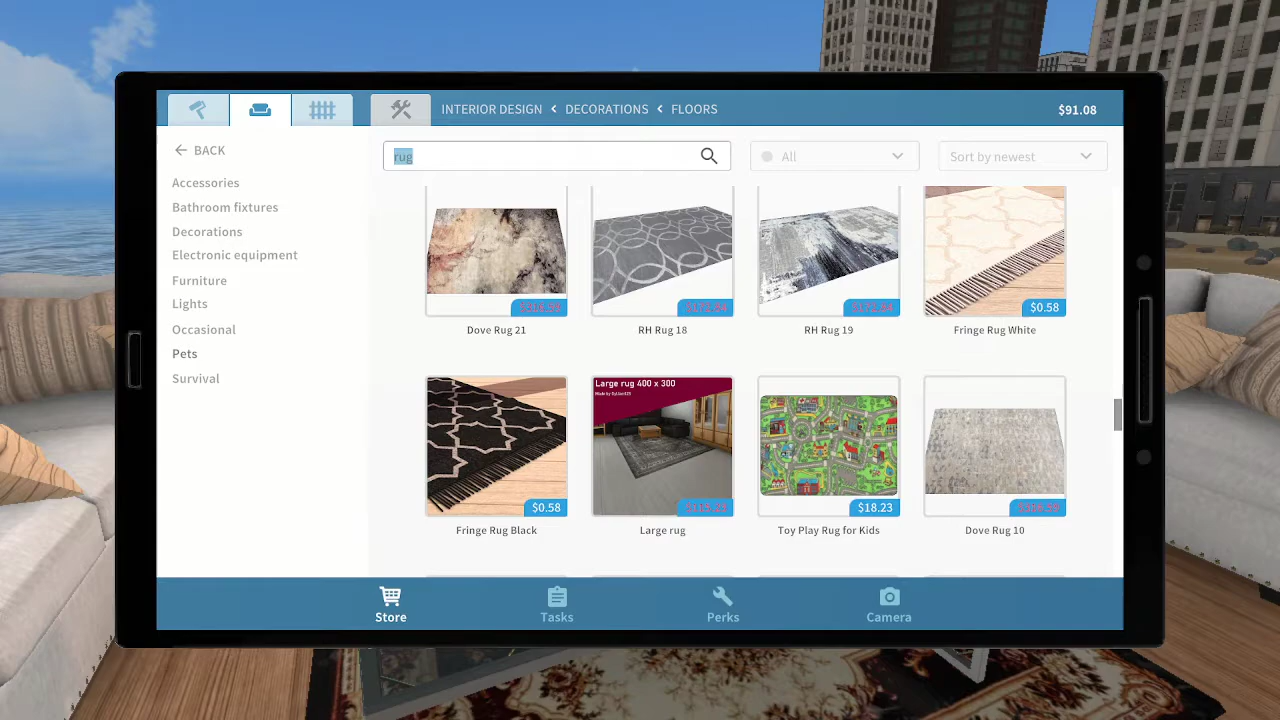 INTERIOR DESIGN < DECORATIONS < FLOORS
$91.08
BACK
rug
All
Sort by newest
Accessories
Bathroom fixtures
Decorations
Electronic equipment
Furniture
Lights
Occasional
Pets
Survival
$0.58
Dove Rug 21
RH Rug 18
RH Rug 19
Fringe Rug White
Large rug 400 x 300
$0.58
$18.23
Fringe Rug Black
Large rug
Toy Play Rug for Kids
Dove Rug 10
Store
Tasks
Perks
Camera